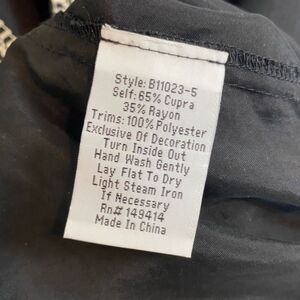 Style: B11023-5
Self: 65% Cupra
35% Rayon
Trims: 100% Polyester
Exclusive Of Decoration
Turn Inside Out
Hand Wash Gently
Lay Flat To Dry
Light Steam Iron
If Necessary
Rn# 149414
Made In China